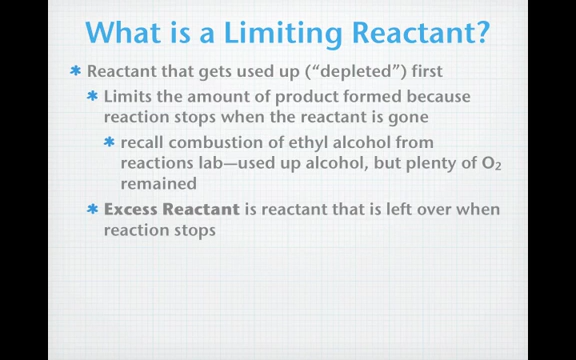 What is a Limiting Reactant?
* Reactant that gets used up (“depleted”) first
* Limits the amount of product formed because
reaction stops when the reactant is gone
* recall combustion of ethyl alcohol from
reactions lab—used up alcohol, but plenty of O₂
remained
* Excess Reactant is reactant that is left over when
reaction stops